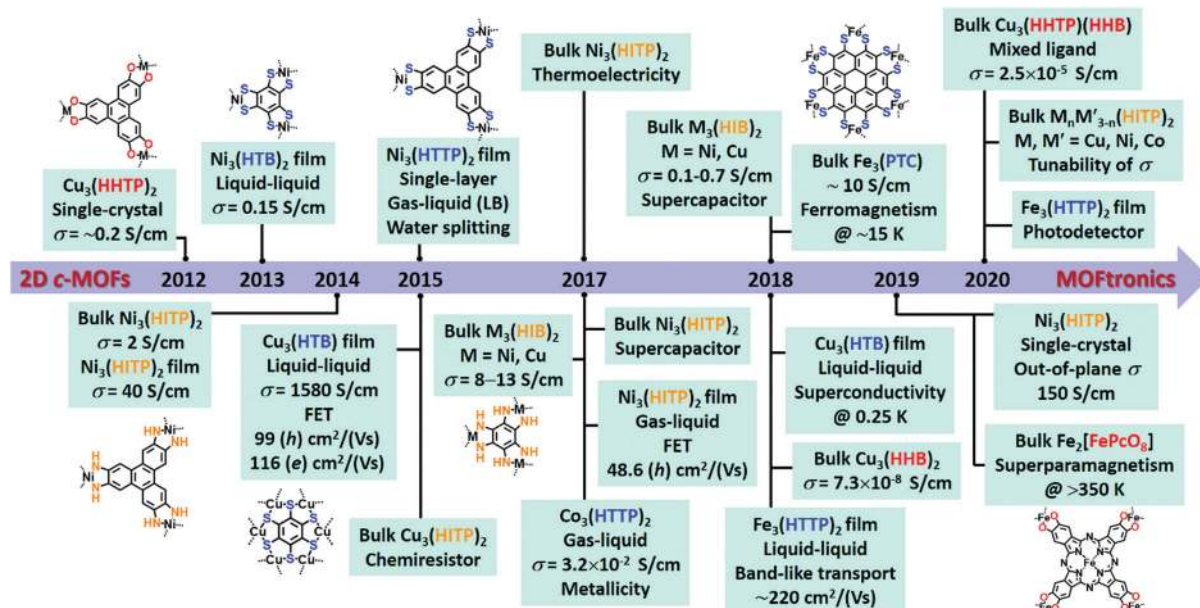 Cu₃(HHTP)₂
Single-crystal
σ= ~0.2 S/cm
Ni₃(HTB)₂ film
Liquid-liquid
σ= 0.15 S/cm
Ni₃(HTTP)₂ film
Single-layer
Gas-liquid (LB)
Water splitting
Bulk Ni₃(HITP)₂
Thermoelectricity
Bulk M₃(HIB)₂
M = Ni, Cu
σ= 0.1-0.7 S/cm
Supercapacitor
Bulk Fe₃(PTC)
~ 10 S/cm
Ferromagnetism
@ ~15 K
Bulk Cu₃(HHTP)(HHB)
Mixed ligand
σ= 2.5×10⁻⁵ S/cm
Bulk MₙM′₃₋ₙ(HITP)₂
M, M′ = Cu, Ni, Co
Tunability of σ
Fe₃(HTTP)₂ film
Photodetector
2D c-MOFs 2012 2013 2014 2015 2017 2018 2019 2020 MOFtronics
Bulk Ni₃(HITP)₂
σ= 2 S/cm
Ni₃(HITP)₂ film
σ= 40 S/cm
Cu₃(HTB) film
Liquid-liquid
σ= 1580 S/cm
FET
99 (h) cm²/(Vs)
116 (e) cm²/(Vs)
Bulk Cu₃(HITP)₂
Chemiresistor
Bulk M₃(HIB)₂
M = Ni, Cu
σ= 8–13 S/cm
Bulk Ni₃(HITP)₂
Supercapacitor
Ni₃(HITP)₂ film
Gas-liquid
FET
48.6 (h) cm²/(Vs)
Co₃(HTTP)₂
Gas-liquid
σ= 3.2×10⁻² S/cm
Metallicity
Cu₃(HTB) film
Liquid-liquid
Superconductivity
@ 0.25 K
Bulk Cu₃(HHB)₂
σ= 7.3×10⁻⁸ S/cm
Fe₃(HTTP)₂ film
Liquid-liquid
Band-like transport
~220 cm²/(Vs)
Ni₃(HITP)₂
Single-crystal
Out-of-plane σ
150 S/cm
Bulk Fe₂[FePcO₈]
Superparamagnetism
@ >350 K